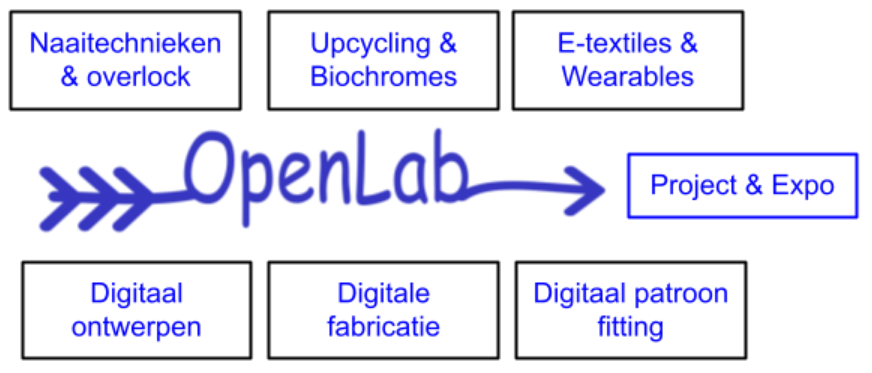 Naaitechnieken
& overlock
Upcycling &
Biochromes
E-textiles &
Wearables
OpenLab
Project & Expo
Digitaal
ontwerpen
Digitale
fabricatie
Digitaal patroon
fitting